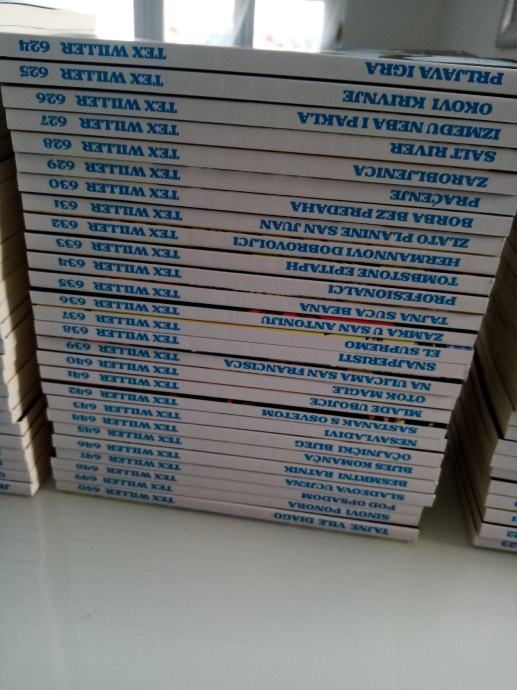 PRLJAVA IGRA TEX WILLER 624
OKOVI KRIVNJE TEX WILLER 625
IZMEĐU NEBA I PAKLA TEX WILLER 626
SALT RIVER TEX WILLER 627
ZAROBLJENICA TEX WILLER 628
PRAĆENJE TEX WILLER 629
BORBA BEZ PREDAHA TEX WILLER 630
ZLATO PLANINE SAN JUAN TEX WILLER 631
HERMANNOVI DOBROVOLJCI TEX WILLER 632
TOMBSTONE EPITAPH TEX WILLER 633
PROFESIONALCI TEX WILLER 634
TAJNA SUCA BEANA TEX WILLER 635
ZAMKA U SAN ANTONIJU TEX WILLER 636
EL SUPREMO TEX WILLER 637
SNAJPERISTI TEX WILLER 638
NA ULICAMA SAN FRANCISCA TEX WILLER 639
OTOK MAGLE TEX WILLER 640
MLADE UBOJICE TEX WILLER 641
SASTANAK S OSVETOM TEX WILLER 642
NESAVLADIVI TEX WILLER 643
OČAJNIČKI BIJEG TEX WILLER 644
BIJES KOMANČA TEX WILLER 645
BESMRTNI RATNIK TEX WILLER 646
SLADEOVA UCJENA TEX WILLER 647
POD OPSADOM TEX WILLER 648
SINOVI PONORA TEX WILLER 649
TAJNE VILE DIAGO TEX WILLER 650